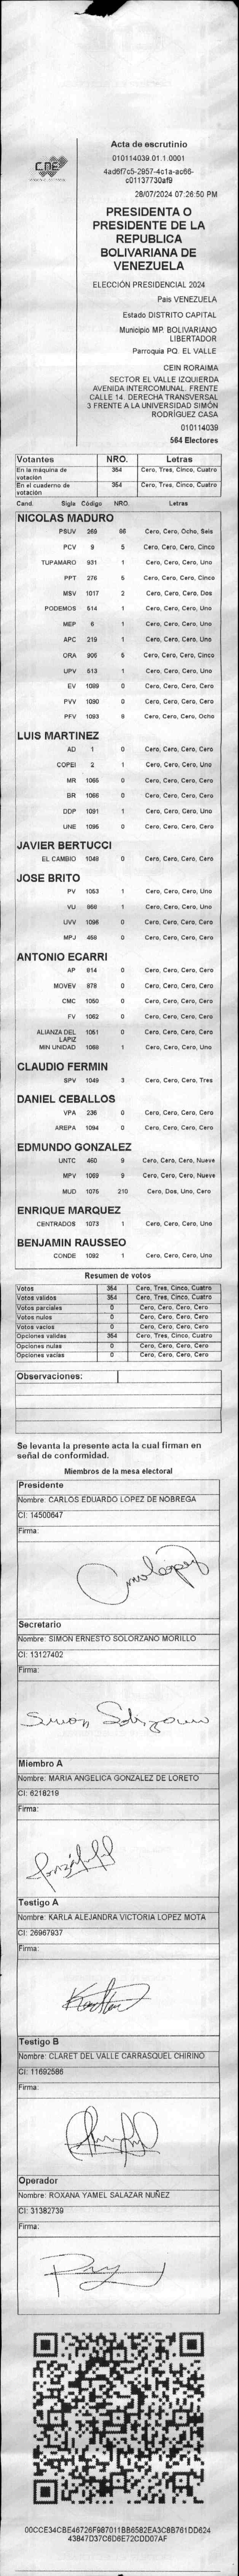 CNE
Acta de escrutinio
010114039.01.1.0001
4ad6f7c5-2957-4c1a-ac66-
c01137730af9
28/07/2024 07:26:50 PM
PRESIDENTA O
PRESIDENTE DE LA
REPUBLICA
BOLIVARIANA DE
VENEZUELA
ELECCIÓN PRESIDENCIAL 2024
Pais VENEZUELA
Estado DISTRITO CAPITAL
Municipio MP. BOLIVARIANO
LIBERTADOR
Parroquia PQ. EL VALLE
CEIN RORAIMA
SECTOR EL VALLE IZQUIERDA
AVENIDA INTERCOMUNAL. FRENTE
CALLE 14. DERECHA TRANSVERSAL
3 FRENTE A LA UNIVERSIDAD SIMÓN
RODRÍGUEZ CASA
010114039
564 Electores
Votantes NRO. Letras
En la máquina de votación 354 Cero, Tres, Cinco, Cuatro
En el cuaderno de votación 354 Cero, Tres, Cinco, Cuatro
Cand. Sigla Código NRO. Letras
NICOLAS MADURO
PSUV 269 86 Cero, Cero, Ocho, Seis
PCV 9 5 Cero, Cero, Cero, Cinco
TUPAMARO 931 1 Cero, Cero, Cero, Uno
PPT 276 5 Cero, Cero, Cero, Cinco
MSV 1017 2 Cero, Cero, Cero, Dos
PODEMOS 514 1 Cero, Cero, Cero, Uno
MEP 6 1 Cero, Cero, Cero, Uno
APC 219 1 Cero, Cero, Cero, Uno
ORA 906 5 Cero, Cero, Cero, Cinco
UPV 513 1 Cero, Cero, Cero, Uno
EV 1089 0 Cero, Cero, Cero, Cero
PVV 1090 0 Cero, Cero, Cero, Cero
PFV 1093 8 Cero, Cero, Cero, Ocho
LUIS MARTINEZ
AD 1 0 Cero, Cero, Cero, Cero
COPEI 2 1 Cero, Cero, Cero, Uno
MR 1065 0 Cero, Cero, Cero, Cero
BR 1066 0 Cero, Cero, Cero, Cero
DDP 1091 1 Cero, Cero, Cero, Uno
UNE 1095 0 Cero, Cero, Cero, Cero
JAVIER BERTUCCI
EL CAMBIO 1048 0 Cero, Cero, Cero, Cero
JOSE BRITO
PV 1053 1 Cero, Cero, Cero, Uno
VU 868 1 Cero, Cero, Cero, Uno
UVV 1096 0 Cero, Cero, Cero, Cero
MPJ 458 0 Cero, Cero, Cero, Cero
ANTONIO ECARRI
AP 814 0 Cero, Cero, Cero, Cero
MOVEV 878 0 Cero, Cero, Cero, Cero
CMC 1050 0 Cero, Cero, Cero, Cero
FV 1062 0 Cero, Cero, Cero, Cero
ALIANZA DEL LAPIZ 1051 0 Cero, Cero, Cero, Cero
MIN UNIDAD 1088 1 Cero, Cero, Cero, Uno
CLAUDIO FERMIN
SPV 1049 3 Cero, Cero, Cero, Tres
DANIEL CEBALLOS
VPA 236 0 Cero, Cero, Cero, Cero
AREPA 1094 0 Cero, Cero, Cero, Cero
EDMUNDO GONZALEZ
UNTC 460 9 Cero, Cero, Cero, Nueve
MPV 1069 9 Cero, Cero, Cero, Nueve
MUD 1075 210 Cero, Dos, Uno, Cero
ENRIQUE MARQUEZ
CENTRADOS 1073 1 Cero, Cero, Cero, Uno
BENJAMIN RAUSSEO
CONDE 1092 1 Cero, Cero, Cero, Uno
Resumen de votos
Votos 354 Cero, Tres, Cinco, Cuatro
Votos validos 354 Cero, Tres, Cinco, Cuatro
Votos parciales 0 Cero, Cero, Cero, Cero
Votos nulos 0 Cero, Cero, Cero, Cero
Votos vacios 0 Cero, Cero, Cero, Cero
Opciones validas 354 Cero, Tres, Cinco, Cuatro
Opciones nulas 0 Cero, Cero, Cero, Cero
Opciones vacias 0 Cero, Cero, Cero, Cero
Observaciones:
Se levanta la presente acta la cual firman en
señal de conformidad.
Miembros de la mesa electoral
Presidente
Nombre: CARLOS EDUARDO LOPEZ DE NOBREGA
CI: 14500647
Firma:
Secretario
Nombre: SIMON ERNESTO SOLORZANO MORILLO
CI: 13127402
Firma:
Simon Solorzano
Miembro A
Nombre: MARIA ANGELICA GONZALEZ DE LORETO
CI: 6218219
Firma:
Testigo A
Nombre: KARLA ALEJANDRA VICTORIA LOPEZ MOTA
CI: 26967937
Firma:
Testigo B
Nombre: CLARET DEL VALLE CARRASQUEL CHIRINO
CI: 11692586
Firma:
Operador
Nombre: ROXANA YAMEL SALAZAR NUÑEZ
CI: 31382739
Firma:
00CCE34CBE46726F987011BB6582EA3C8B761DD624
43847D37C6D6E72CDD07AF